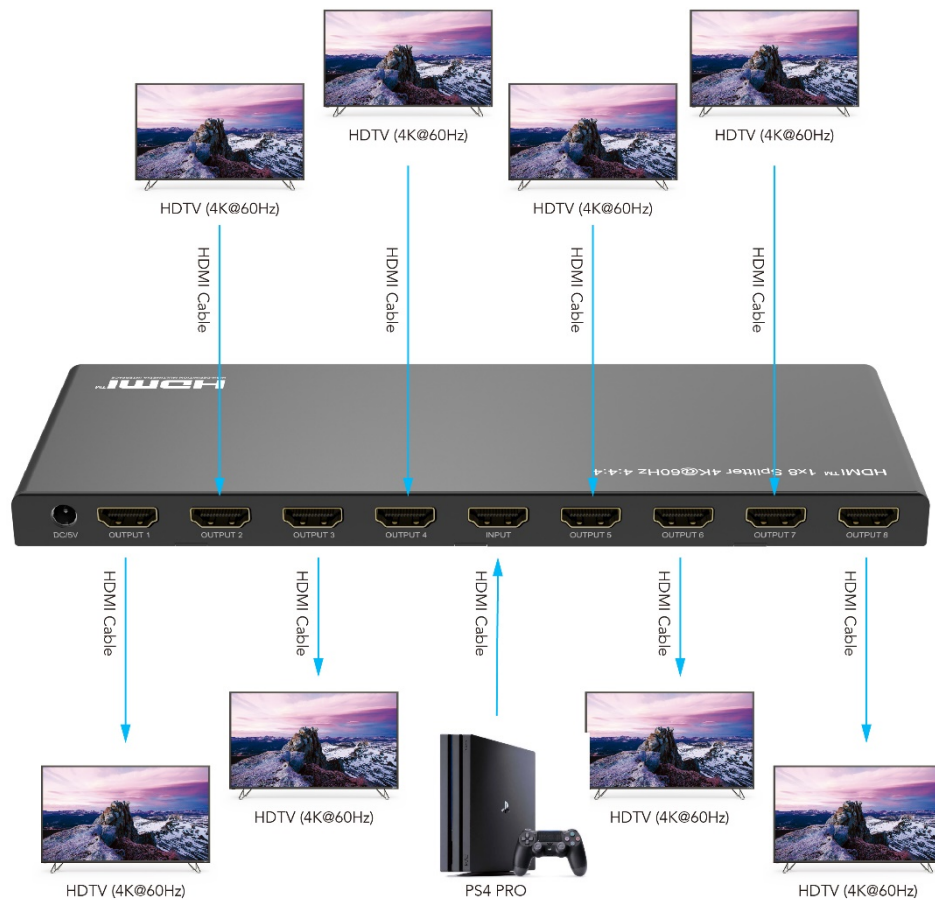 HDTV (4K@60Hz)
HDTV (4K@60Hz)
HDTV (4K@60Hz)
HDTV (4K@60Hz)
HDMI Cable
HDMI Cable
HDMI Cable
HDMI Cable
HDMI™
HDMI™ 1x8 Splitter 4K@60Hz 4:4:4
DC/5V
OUTPUT 1
OUTPUT 2
OUTPUT 3
OUTPUT 4
INPUT
OUTPUT 5
OUTPUT 6
OUTPUT 7
OUTPUT 8
HDMI Cable
HDMI Cable
HDMI Cable
HDMI Cable
HDMI Cable
HDTV (4K@60Hz)
HDTV (4K@60Hz)
HDTV (4K@60Hz)
PS4 PRO
HDTV (4K@60Hz)